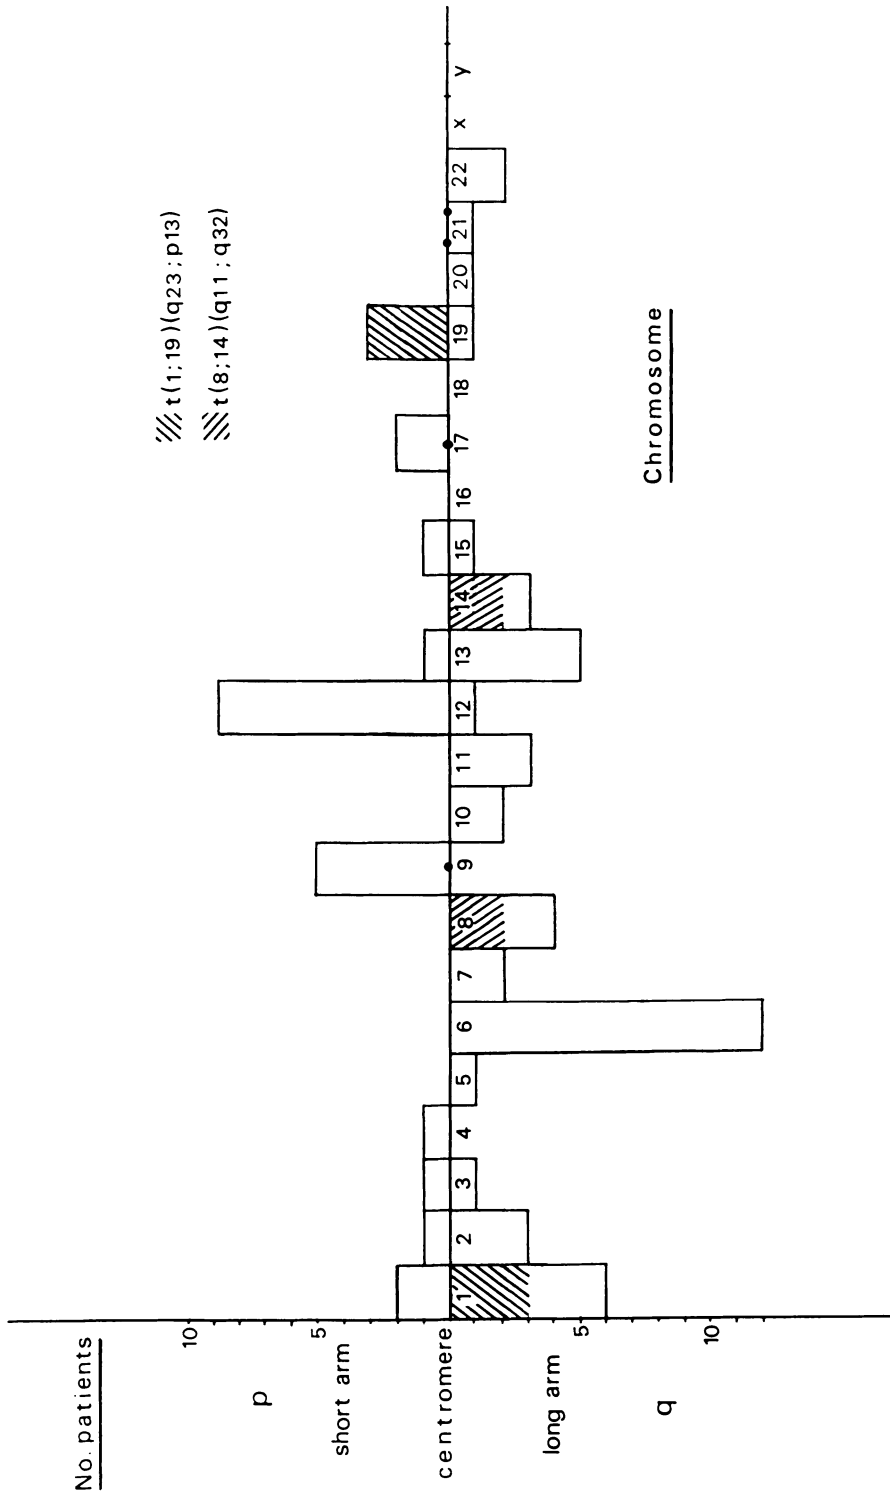 No. patients
10
p
5
short arm
centromere
long arm
5
q
10
1 2 3 4 5 6 7 8 9 10 11 12 13 14 15 16 17 18 19 20 21 22 x y
t(1;19)(q23;p13)
t(8;14)(q11;q32)
Chromosome